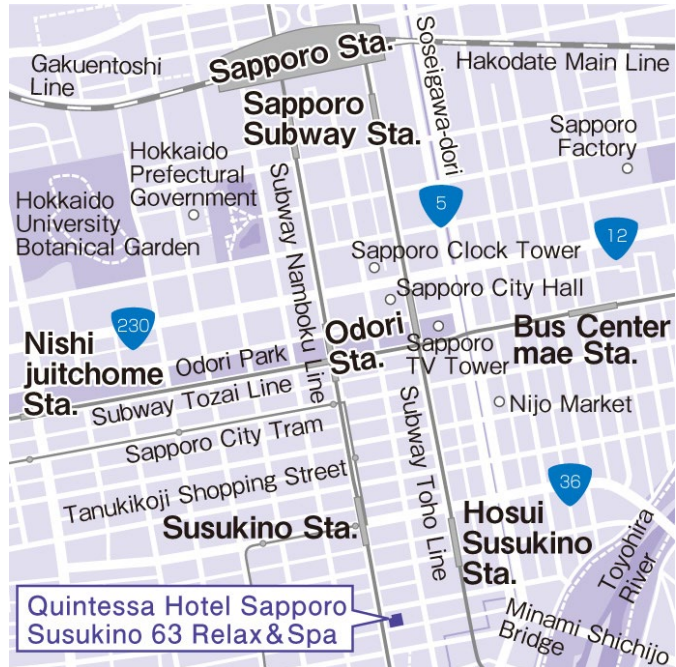 Gakuentoshi
Line
Sapporo Sta.
Soseigawa-dori
Hakodate Main Line
Sapporo
Subway Sta.
Sapporo
Factory
Hokkaido
Prefectural
Government
Hokkaido
University
Botanical Garden
Subway Namboku Line
5
12
Sapporo Clock Tower
Sapporo City Hall
230
Nishi
juitchome
Sta.
Odori Park
Odori
Sta.
Sapporo
TV Tower
Bus Center
mae Sta.
Subway Tozai Line
Sapporo City Tram
Subway Toho Line
Nijo Market
Tanukikoji Shopping Street
Susukino Sta.
36
Hosui
Susukino
Sta.
Toyohira
River
Quintessa Hotel Sapporo
Susukino 63 Relax&Spa
Minami Shichijo
Bridge